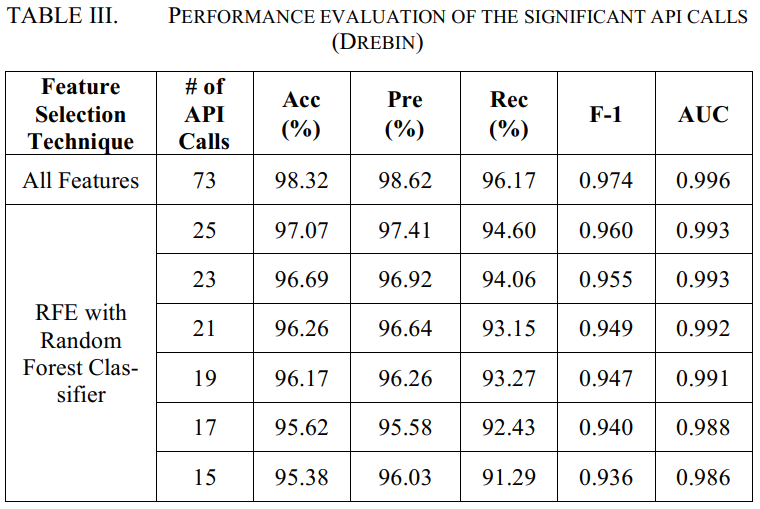 TABLE III. PERFORMANCE EVALUATION OF THE SIGNIFICANT API CALLS
(DREBIN)
Feature Selection Technique # of API Calls Acc (%) Pre (%) Rec (%) F-1 AUC
All Features 73 98.32 98.62 96.17 0.974 0.996
RFE with Random Forest Clas-sifier 25 97.07 97.41 94.60 0.960 0.993
23 96.69 96.92 94.06 0.955 0.993
21 96.26 96.64 93.15 0.949 0.992
19 96.17 96.26 93.27 0.947 0.991
17 95.62 95.58 92.43 0.940 0.988
15 95.38 96.03 91.29 0.936 0.986